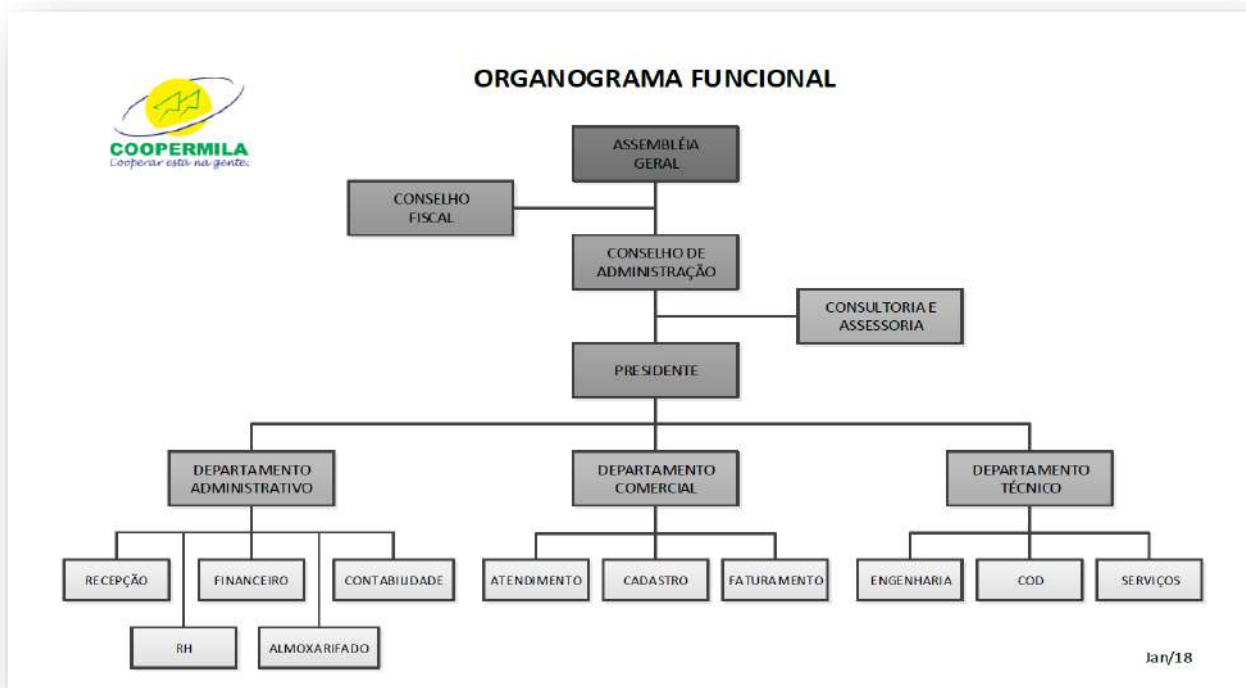 ORGANOGRAMA FUNCIONAL
COOPERMILA
Cooperar está na gente.
ASSEMBLÉIA
GERAL
CONSELHO
FISCAL
CONSELHO DE
ADMINISTRAÇÃO
CONSULTORIA E
ASSESSORIA
PRESIDENTE
DEPARTAMENTO
ADMINISTRATIVO
DEPARTAMENTO
COMERCIAL
DEPARTAMENTO
TÉCNICO
RECEPÇÃO
FINANCEIRO
CONTABILIDADE
ATENDIMENTO
CADASTRO
FATURAMENTO
ENGENHARIA
COD
SERVIÇOS
RH
ALMOXARIFADO
Jan/18